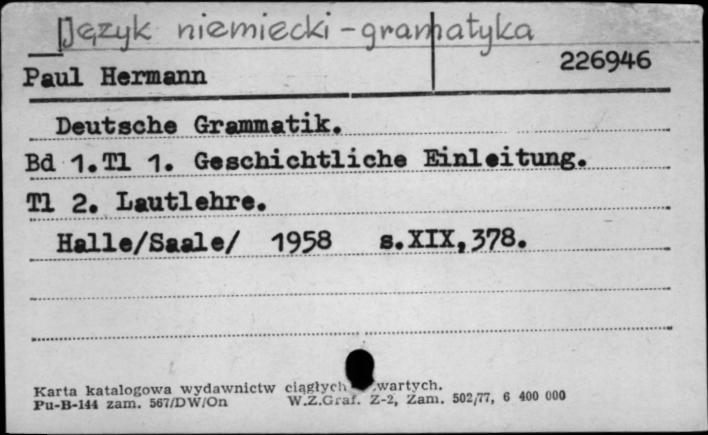 Język niemiecki - gramatyka
226946
Paul Hermann
Deutsche Grammatik.
Bd 1.Tl 1. Geschichtliche Einleitung.
Tl 2. Lautlehre.
Halle/Saale/ 1958 s.XIX,378.
Karta katalogowa wydawnictw ciągłych wartych.
Pu-B-144 zam. 567/DW/On W.Z.Graf. Z-2, Zam. 502/77, 6 400 000